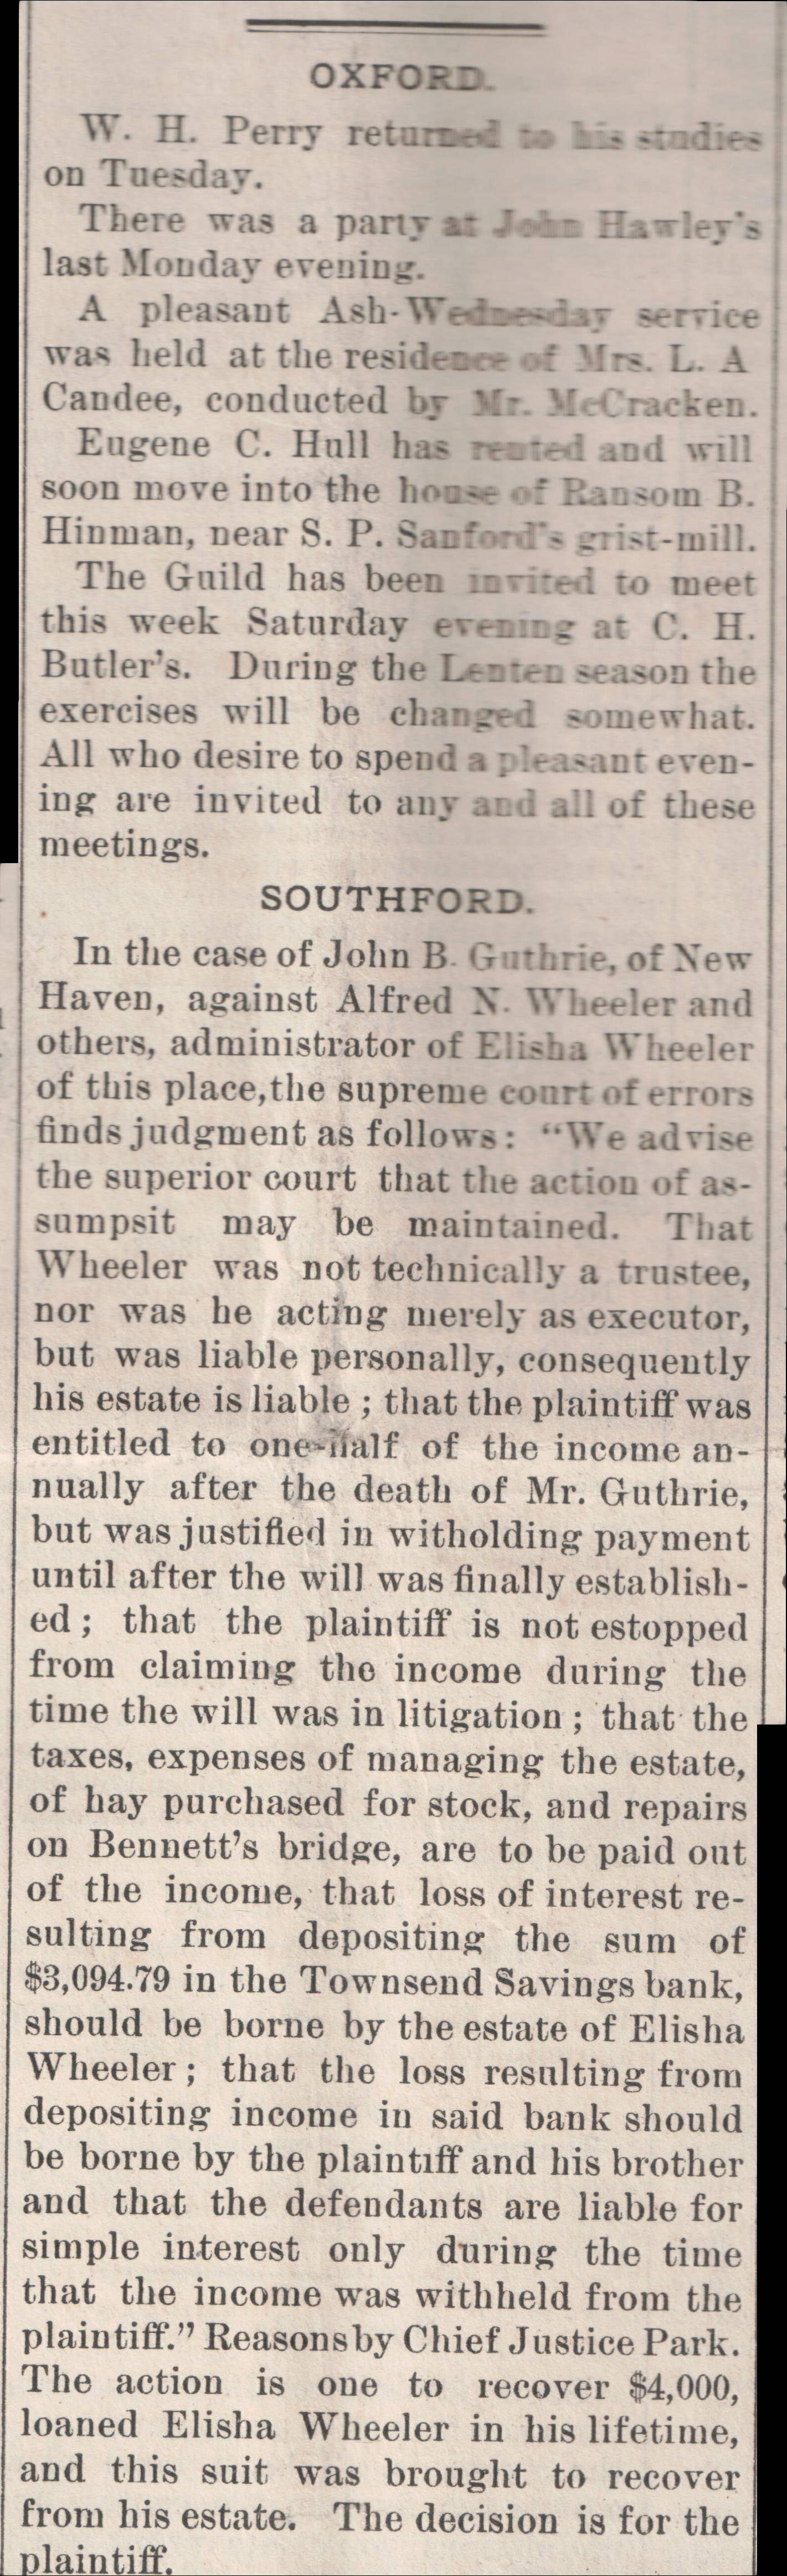 OXFORD.
W. H. Perry returned to his studies
on Tuesday.
There was a party at John Hawley's
last Monday evening.
A pleasant Ash-Wednesday service
was held at the residence of Mrs. L. A
Candee, conducted by Mr. McCracken.
Eugene C. Hull has rented and will
soon move into the house of Ransom B.
Hinman, near S. P. Sanford's grist-mill.
The Guild has been invited to meet
this week Saturday evening at C. H.
Butler's. During the Lenten season the
exercises will be changed somewhat.
All who desire to spend a pleasant even-
ing are invited to any and all of these
meetings.
SOUTHFORD.
In the case of John B. Guthrie, of New
Haven, against Alfred N. Wheeler and
others, administrator of Elisha Wheeler
of this place,the supreme court of errors
finds judgment as follows: "We advise
the superior court that the action of as-
sumpsit may be maintained. That
Wheeler was not technically a trustee,
nor was he acting merely as executor,
but was liable personally, consequently
his estate is liable ; that the plaintiff was
entitled to one-half of the income an-
nually after the death of Mr. Guthrie,
but was justified in witholding payment
until after the will was finally establish-
ed ; that the plaintiff is not estopped
from claiming the income during the
time the will was in litigation ; that the
taxes, expenses of managing the estate,
of hay purchased for stock, and repairs
on Bennett's bridge, are to be paid out
of the income, that loss of interest re-
sulting from depositing the sum of
$3,094.79 in the Townsend Savings bank,
should be borne by the estate of Elisha
Wheeler ; that the loss resulting from
depositing income in said bank should
be borne by the plaintiff and his brother
and that the defendants are liable for
simple interest only during the time
that the income was withheld from the
plaintiff." Reasons by Chief Justice Park.
The action is one to recover $4,000,
loaned Elisha Wheeler in his lifetime,
and this suit was brought to recover
from his estate. The decision is for the
plaintiff.